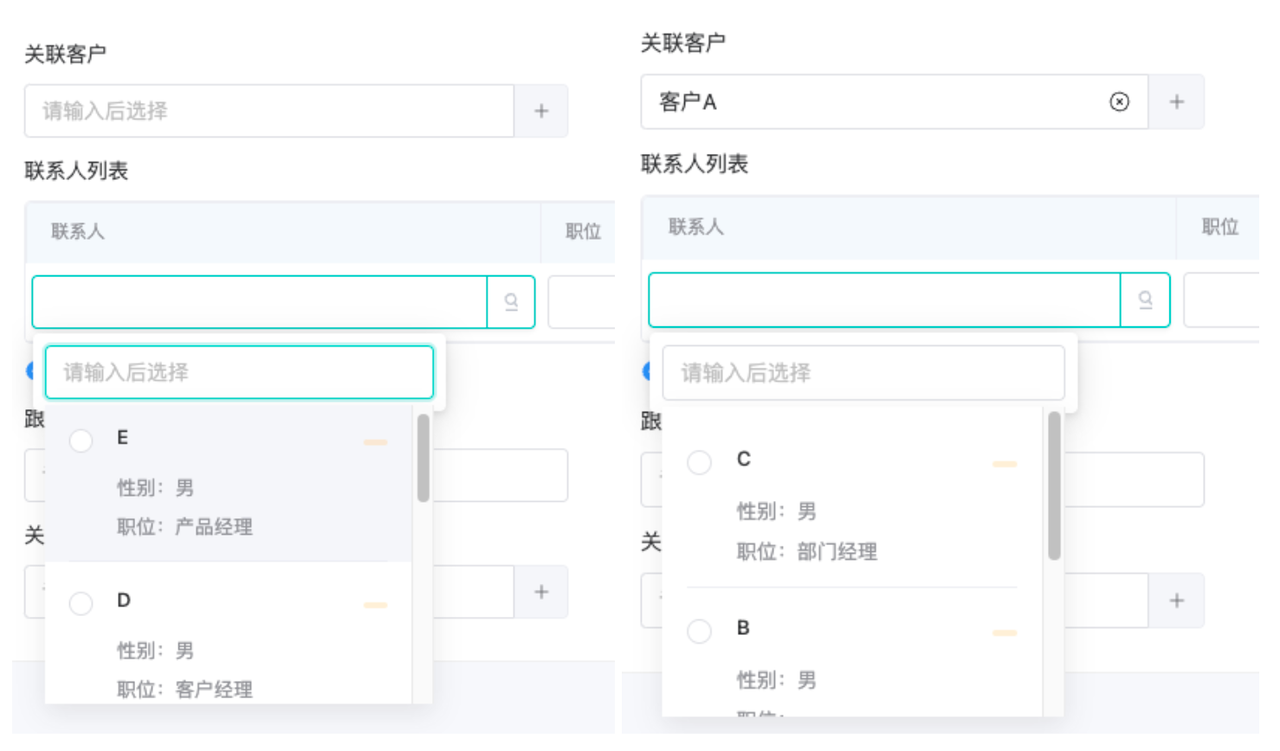 关联客户
请输入后选择
联系人列表
联系人 职位
请输入后选择
跟
E
性别：男
职位：产品经理
关
D
性别：男
职位：客户经理
关联客户
客户A
联系人列表
联系人 职位
请输入后选择
跟
C
性别：男
职位：部门经理
关
B
性别：男
职位：